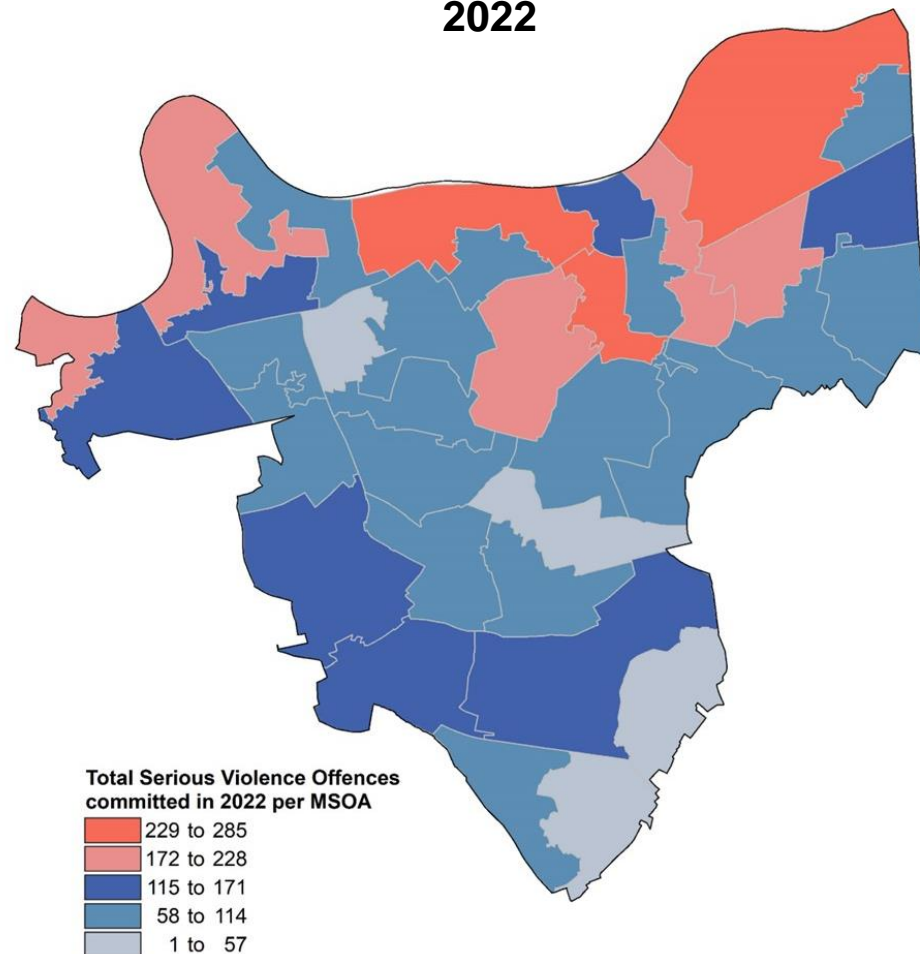 2022
Total Serious Violence Offences
committed in 2022 per MSOA
229 to 285
172 to 228
115 to 171
58 to 114
1 to 57